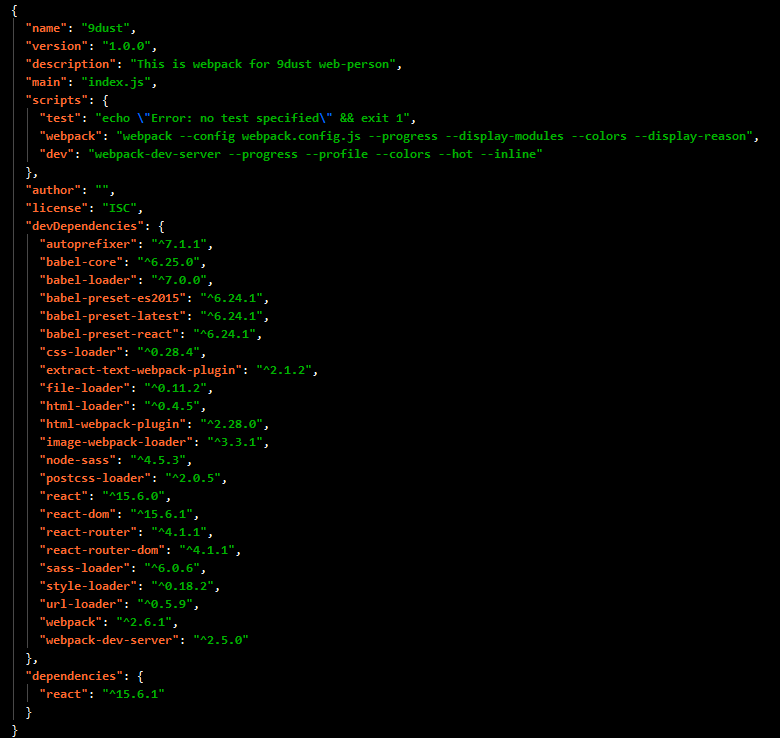 {
  "name": "9dust",
  "version": "1.0.0",
  "description": "This is webpack for 9dust web-person",
  "main": "index.js",
  "scripts": {
    "test": "echo \"Error: no test specified\" && exit 1",
    "webpack": "webpack --config webpack.config.js --progress --display-modules --colors --display-reason",
    "dev": "webpack-dev-server --progress --profile --colors --hot --inline"
  },
  "author": "",
  "license": "ISC",
  "devDependencies": {
    "autoprefixer": "^7.1.1",
    "babel-core": "^6.25.0",
    "babel-loader": "^7.0.0",
    "babel-preset-es2015": "^6.24.1",
    "babel-preset-latest": "^6.24.1",
    "babel-preset-react": "^6.24.1",
    "css-loader": "^0.28.4",
    "extract-text-webpack-plugin": "^2.1.2",
    "file-loader": "^0.11.2",
    "html-loader": "^0.4.5",
    "html-webpack-plugin": "^2.28.0",
    "image-webpack-loader": "^3.3.1",
    "node-sass": "^4.5.3",
    "postcss-loader": "^2.0.5",
    "react": "^15.6.0",
    "react-dom": "^15.6.1",
    "react-router": "^4.1.1",
    "react-router-dom": "^4.1.1",
    "sass-loader": "^6.0.6",
    "style-loader": "^0.18.2",
    "url-loader": "^0.5.9",
    "webpack": "^2.6.1",
    "webpack-dev-server": "^2.5.0"
  },
  "dependencies": {
    "react": "^15.6.1"
  }
}